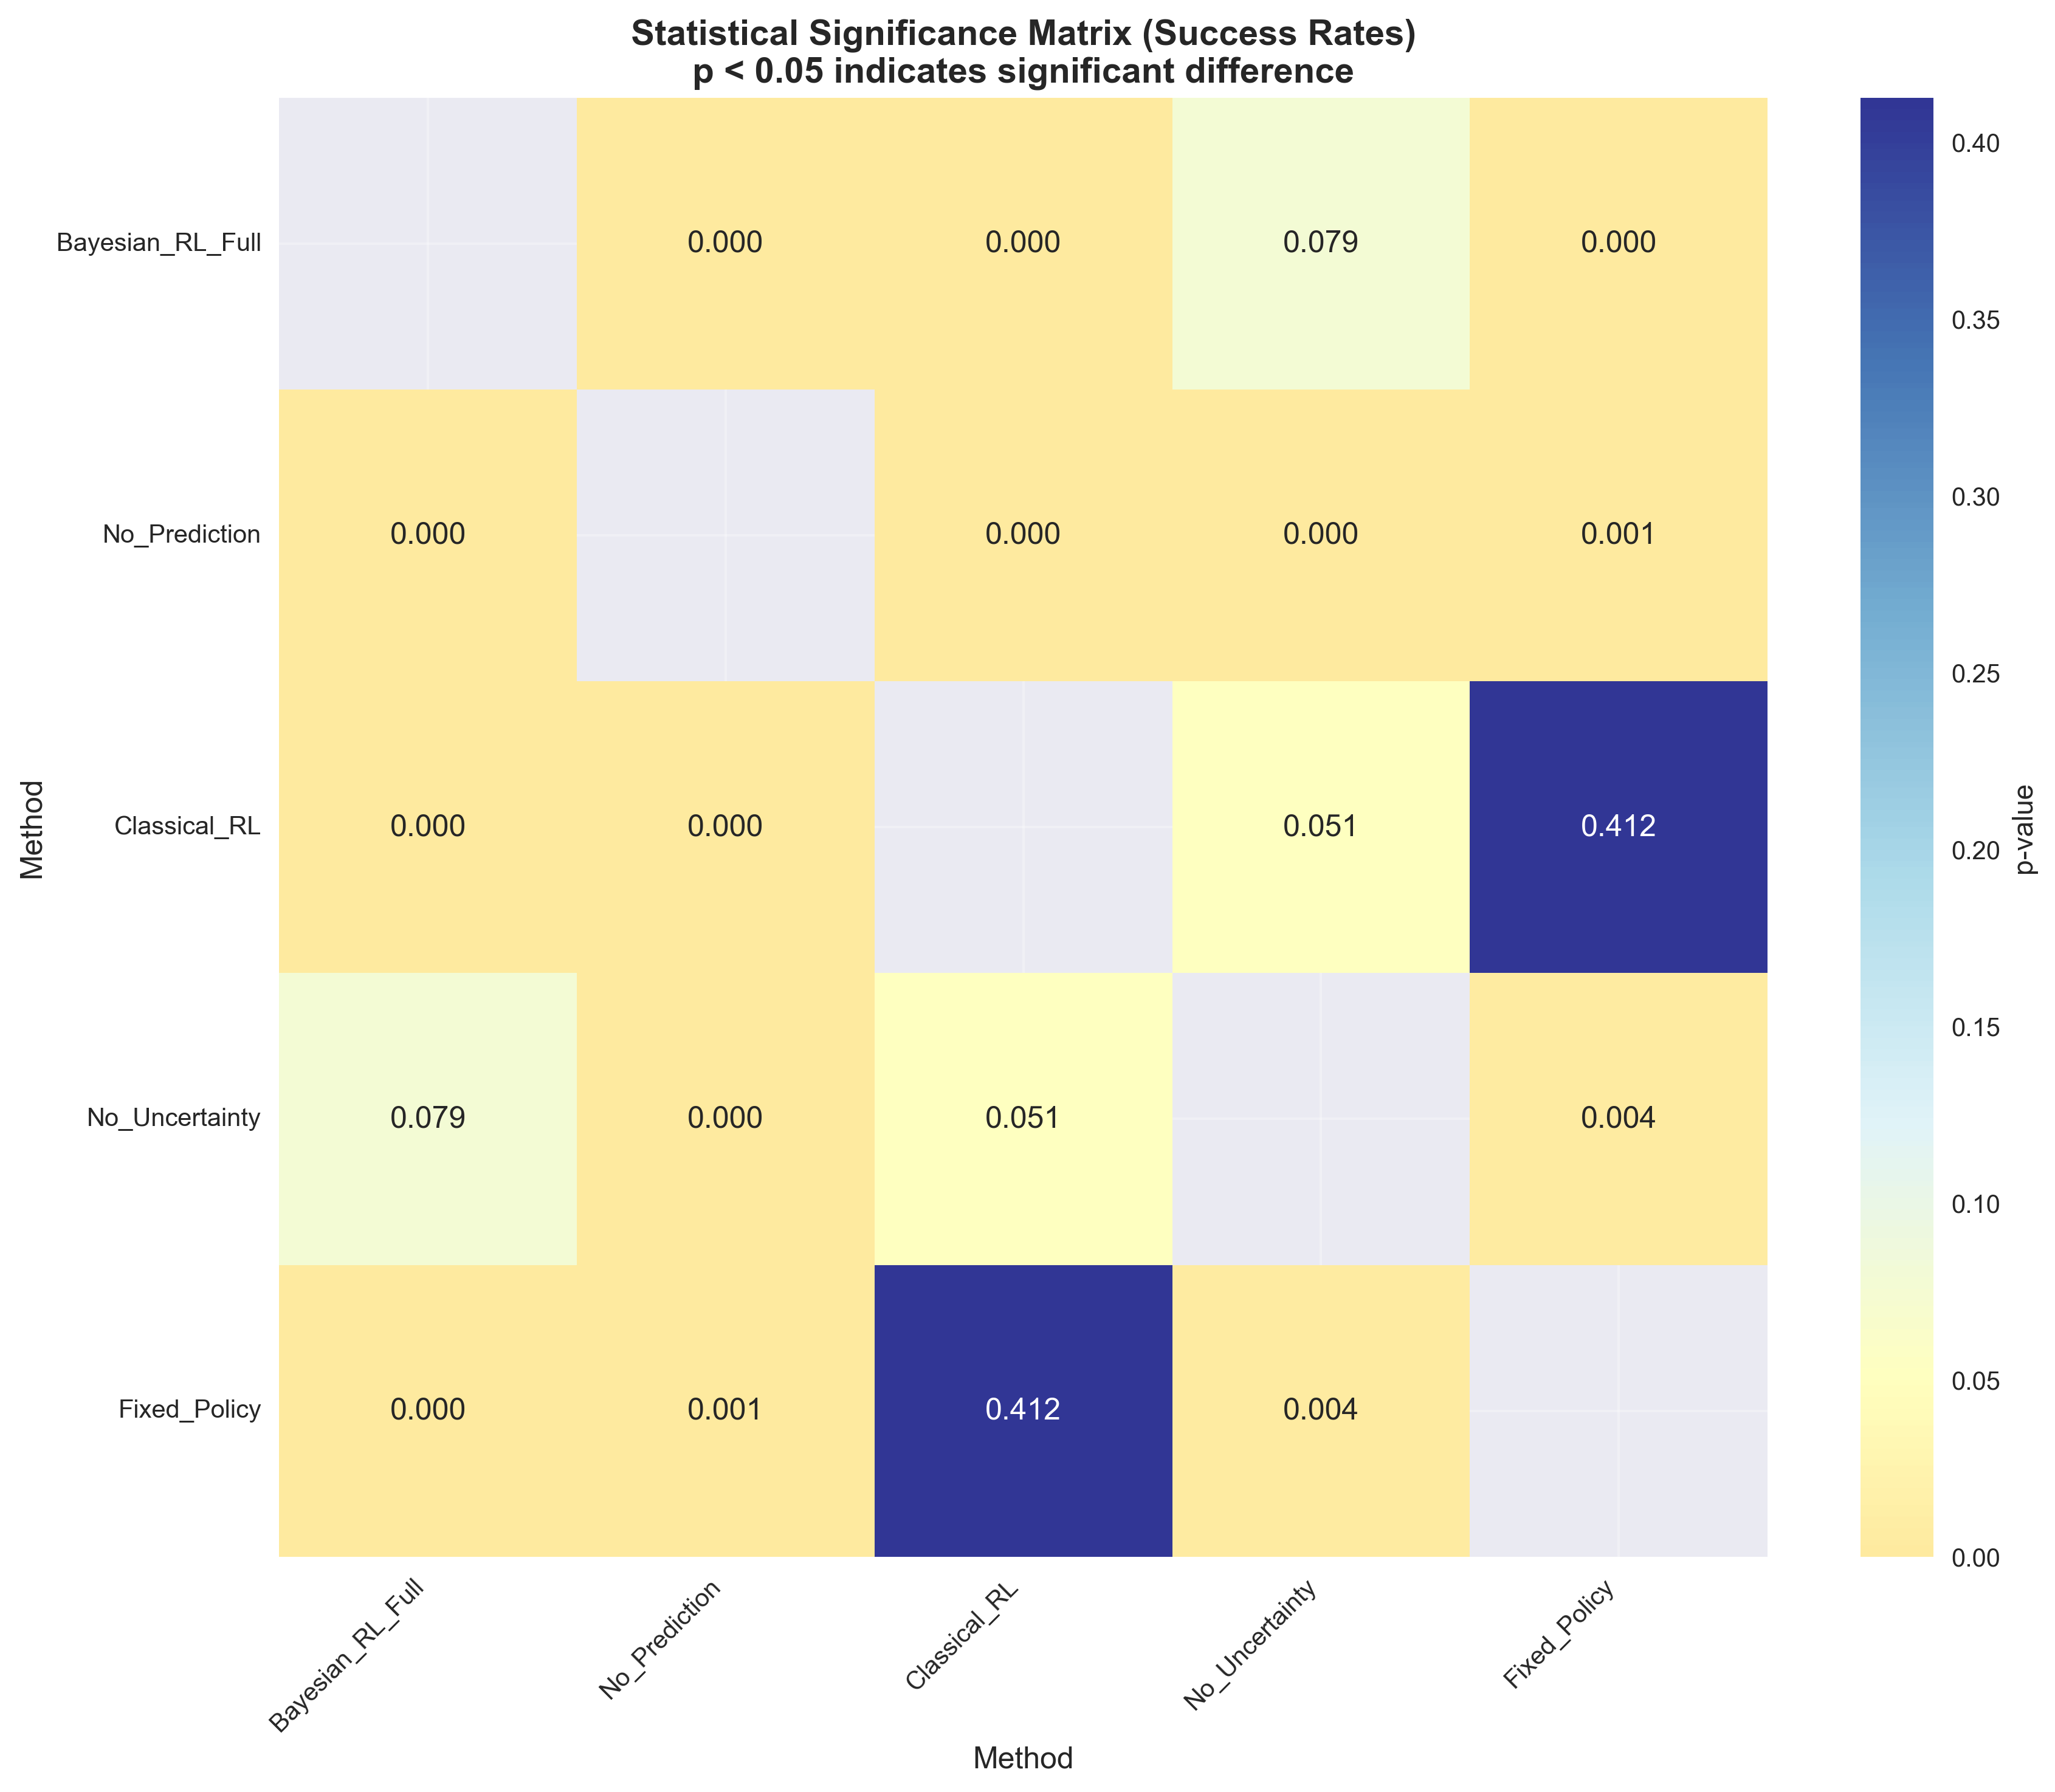 Statistical Significance Matrix (Success Rates)
p < 0.05 indicates significant difference
Bayesian_RL_Full
0.000
0.000
0.079
0.000
No_Prediction
0.000
0.000
0.000
0.001
Classical_RL
0.000
0.000
0.051
0.412
No_Uncertainty
0.079
0.000
0.051
0.004
Fixed_Policy
0.000
0.001
0.412
0.004
Method
Bayesian_RL_Full
No_Prediction
Classical_RL
No_Uncertainty
Fixed_Policy
Method
0.40
0.35
0.30
0.25
0.20
0.15
0.10
0.05
0.00
p-value